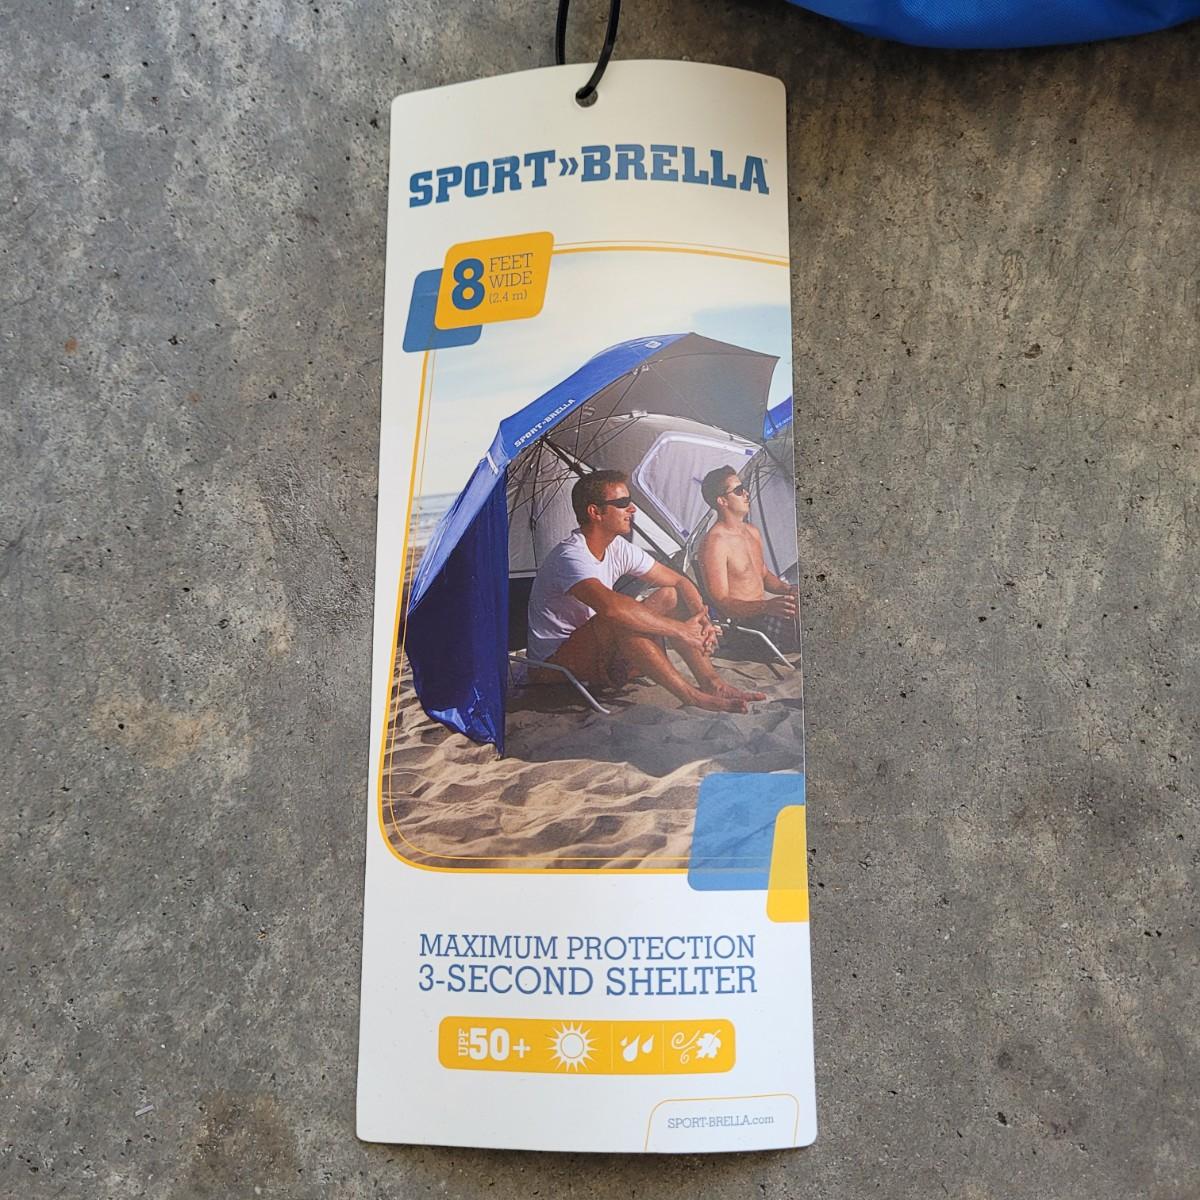 SPORT»BRELLA
8 FEET
WIDE
(2.4 m)
SPORT»BRELLA
MAXIMUM PROTECTION
3-SECOND SHELTER
UPF 50+
SPORT-BRELLA.com